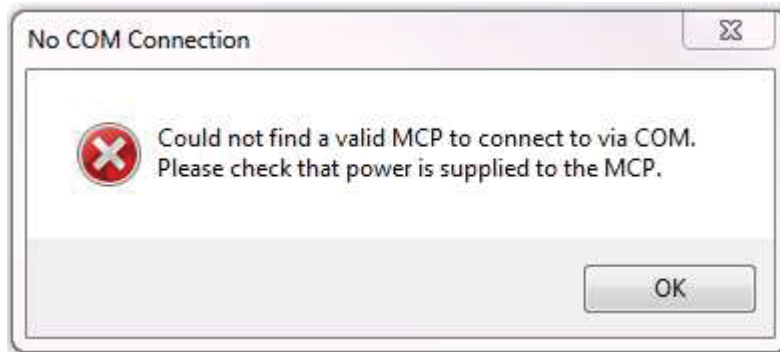 No COM Connection
Could not find a valid MCP to connect to via COM.
Please check that power is supplied to the MCP.
OK